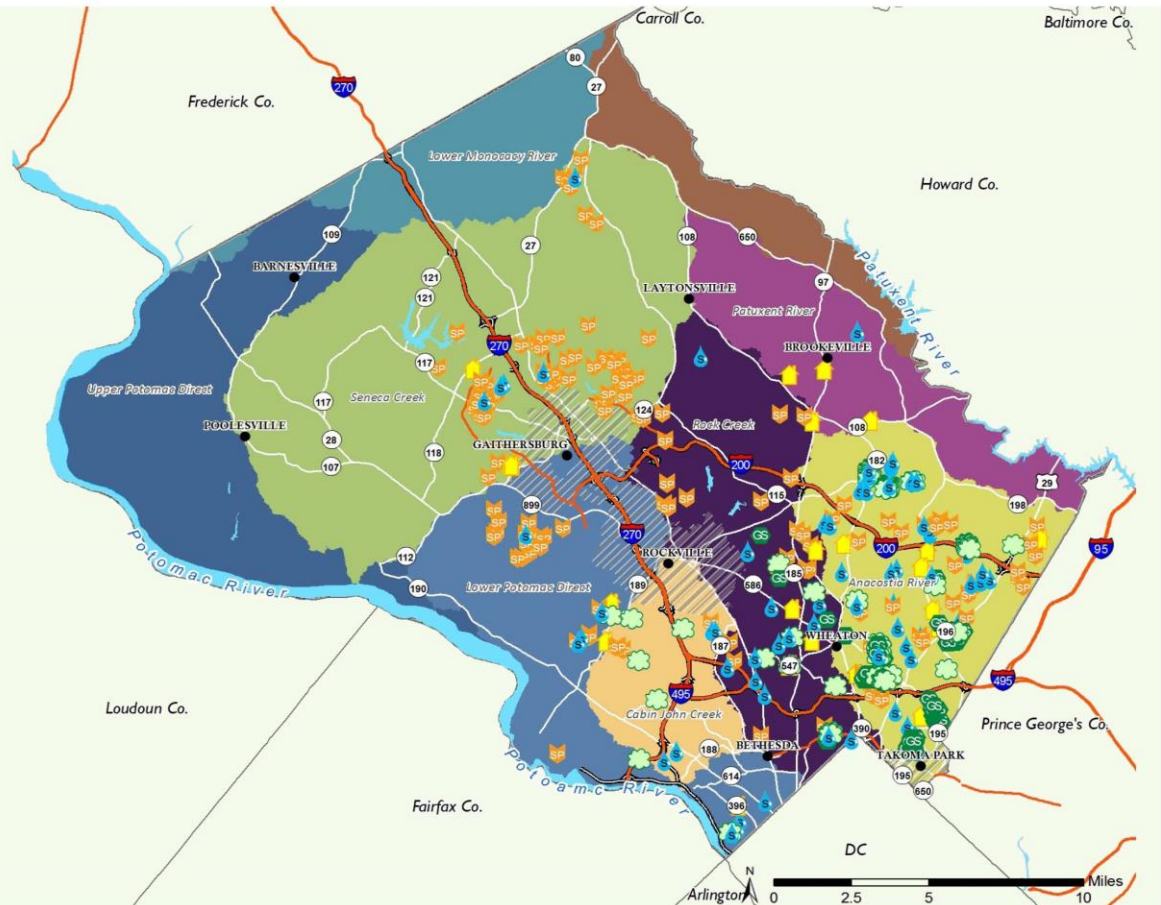 Carroll Co.
Baltimore Co.
80
270
27
Frederick Co.
Lower Monocacy River
Howard Co.
SP
S
109
27
108
650
BARNESVILLE
121
97
121
LAYTONSVILLE
Patuxent River
Patuxent River
BROOKEVILLE
270
117
Upper Potomac Direct
Seneca Creek
117
124
Rock Creek
POOLESVILLE
28
118
GAITHERSBURG
108
182
107
200
29
115
198
899
GS
270
200
95
ROCKVILLE
112
185
Anacostia River
190
189
586
Lower Potomac Direct
Potomac River
WHEATON
196
187
547
495
495
Loudoun Co.
Cabin John Creek
Prince George's Co.
390
195
188
BETHESDA
TAKOMA PARK
614
195
650
Potoamc River
396
Fairfax Co.
DC
N
Miles
Arlington
0
2.5
5
10